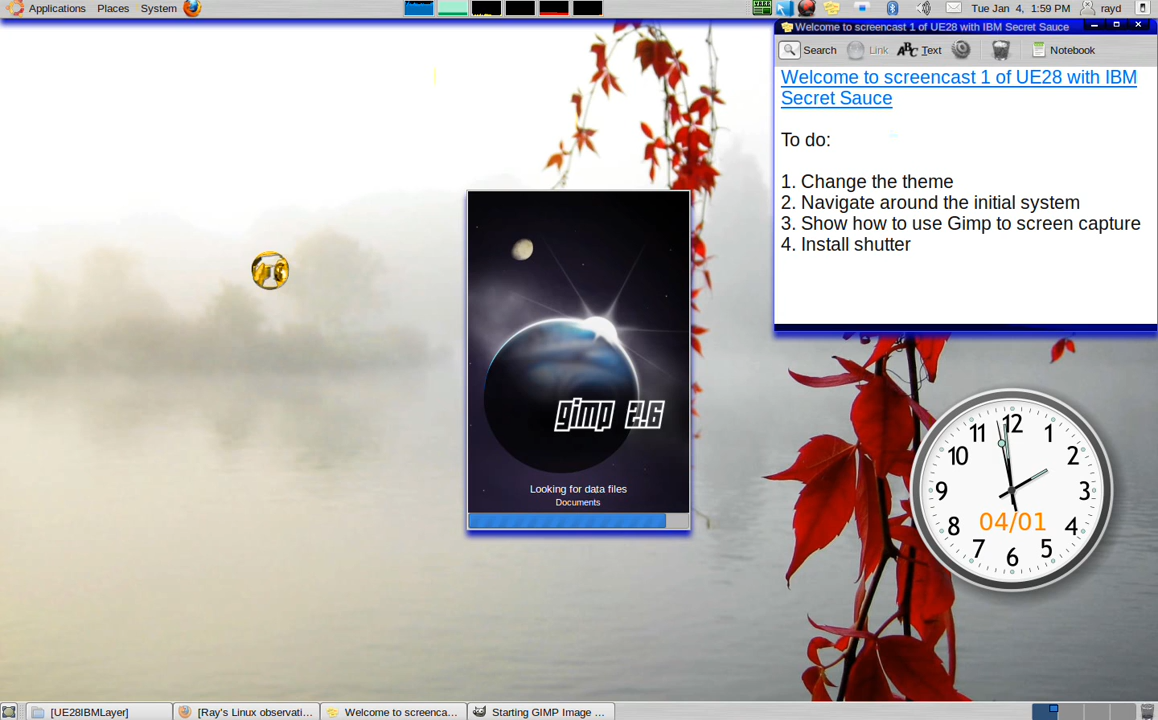 Applications Places System
Tue Jan 4, 1:59 PM rayd
Welcome to screencast 1 of UE28 with IBM Secret Sauce
Search Link ABC Text Notebook
Welcome to screencast 1 of UE28 with IBM
Secret Sauce
To do:
1. Change the theme
2. Navigate around the initial system
3. Show how to use Gimp to screen capture
4. Install shutter
gimp 2.6
Looking for data files
Documents
12
1
2
3
4
5
6
7
8
9
10
11
04/01
[UE28IBMLayer] [Ray's Linux observati... Welcome to screenca... Starting GIMP Image ...